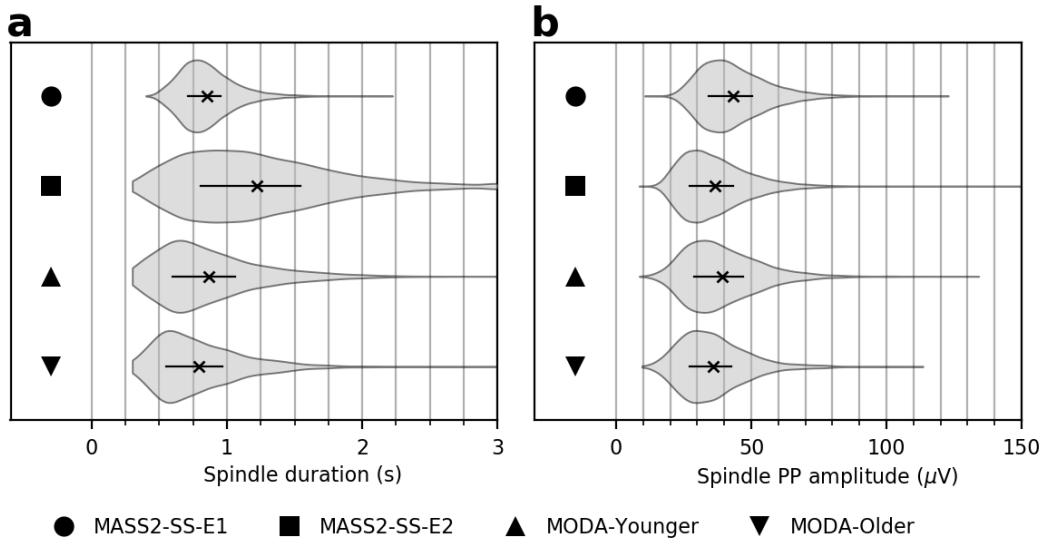 a
b
0 1 2 3
Spindle duration (s)
0 50 100 150
Spindle PP amplitude (μV)
MASS2-SS-E1 MASS2-SS-E2 MODA-Younger MODA-Older